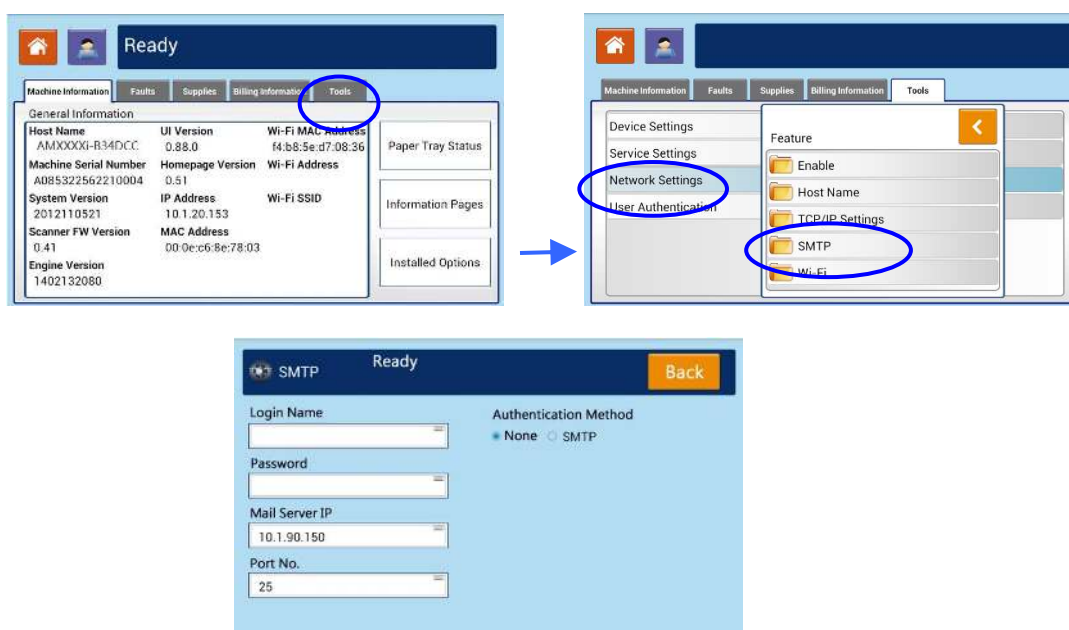 Ready
Machine Information Faults Supplies Billing Information Tools
General Information
Host Name UI Version Wi-Fi MAC Address
AMXXXXi-B34DCC 0.88.0 f4:b8:5e:d7:08:36
Machine Serial Number Homepage Version Wi-Fi Address
A085322562210004 0.51
System Version IP Address Wi-Fi SSID
2012110521 10.1.20.153
Scanner FW Version MAC Address
0.41 00:0e:c6:8e:78:03
Engine Version
1402132080
Paper Tray Status
Information Pages
Installed Options
Machine Information Faults Supplies Billing Information Tools
Device Settings
Service Settings
Network Settings
User Authentication
Feature
Enable
Host Name
TCP/IP Settings
SMTP
Wi-Fi
SMTP Ready Back
Login Name
Password
Mail Server IP
10.1.90.150
Port No.
25
Authentication Method
None SMTP